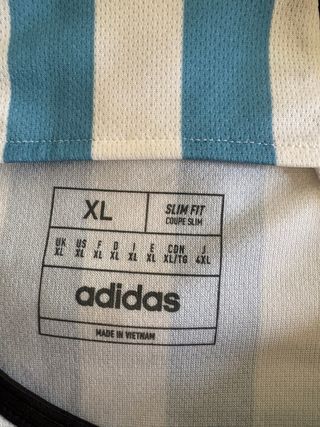 XL
SLIM FIT
COUPE SLIM
UK US F D I E CDN J
XL XL XL XL XL XL XL/TG 4XL
adidas
MADE IN VIETNAM